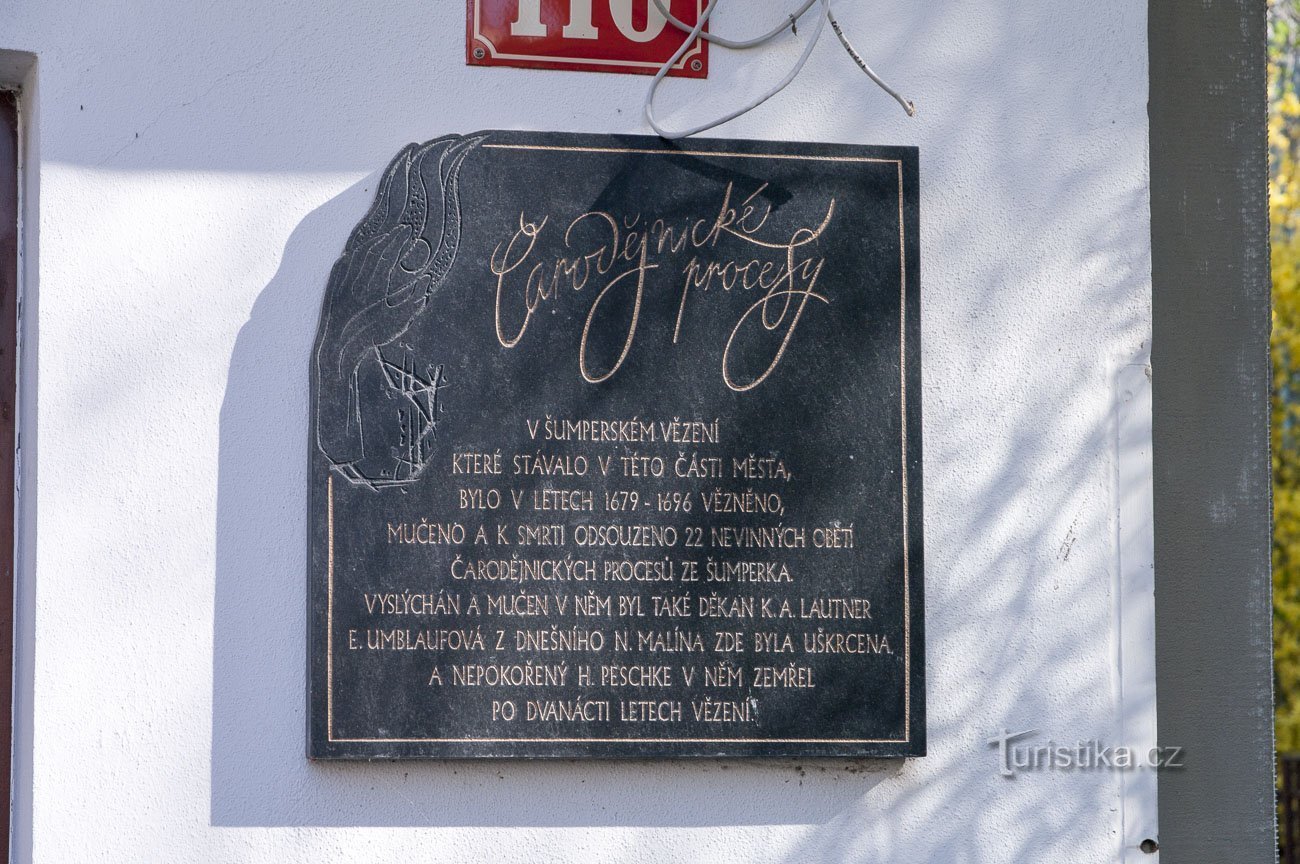 110
Čarodějnické
procesy
V ŠUMPERSKÉM VĚZENÍ
KTERÉ STÁVALO V TÉTO ČÁSTI MĚSTA,
BYLO V LETECH 1679 - 1696 VĚZNĚNO,
MUČENO A K SMRTI ODSOUZENO 22 NEVINNÝCH OBĚTÍ
ČARODĚJNICKÝCH PROCESŮ ZE ŠUMPERKA.
VYSLÝCHÁN A MUČEN V NĚM BYL TAKÉ DĚKAN K. A. LAUTNER
E. UMBLAUFOVÁ Z DNEŠNÍHO N. MALÍNA ZDE BYLA UŠKRCENA.
A NEPOKOŘENÝ H. PESCHKE V NĚM ZEMŘEL
PO DVANÁCTI LETECH VĚZENÍ.
Turistika.cz